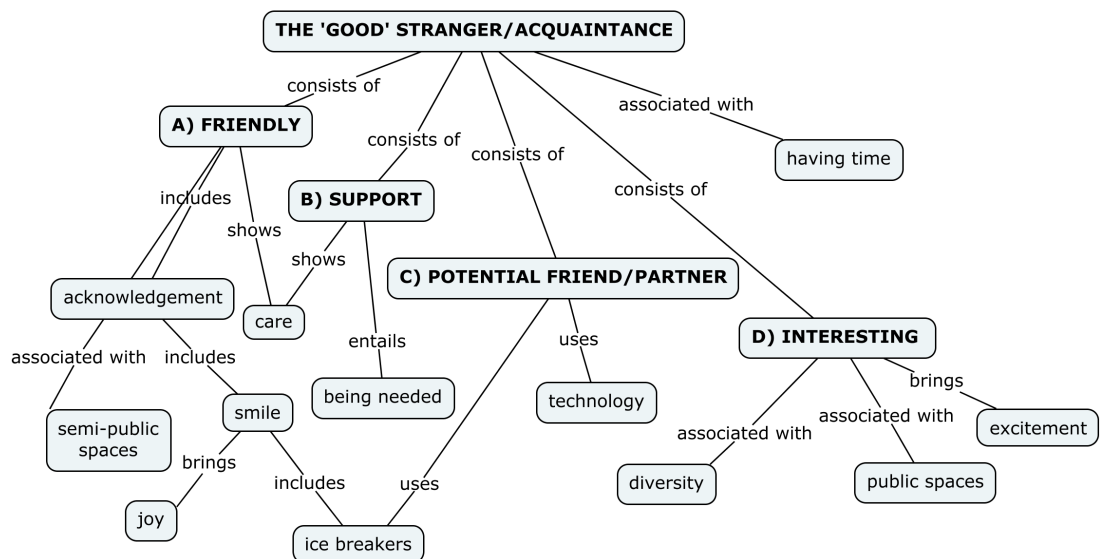 THE 'GOOD' STRANGER/ACQUAINTANCE
consists of
associated with
A) FRIENDLY
consists of
consists of
having time
includes
consists of
B) SUPPORT
shows
shows
C) POTENTIAL FRIEND/PARTNER
acknowledgement
care
D) INTERESTING
associated with
includes
entails
uses
brings
being needed
technology
smile
associated with
excitement
semi-public
spaces
associated with
brings
includes
uses
diversity
public spaces
joy
ice breakers